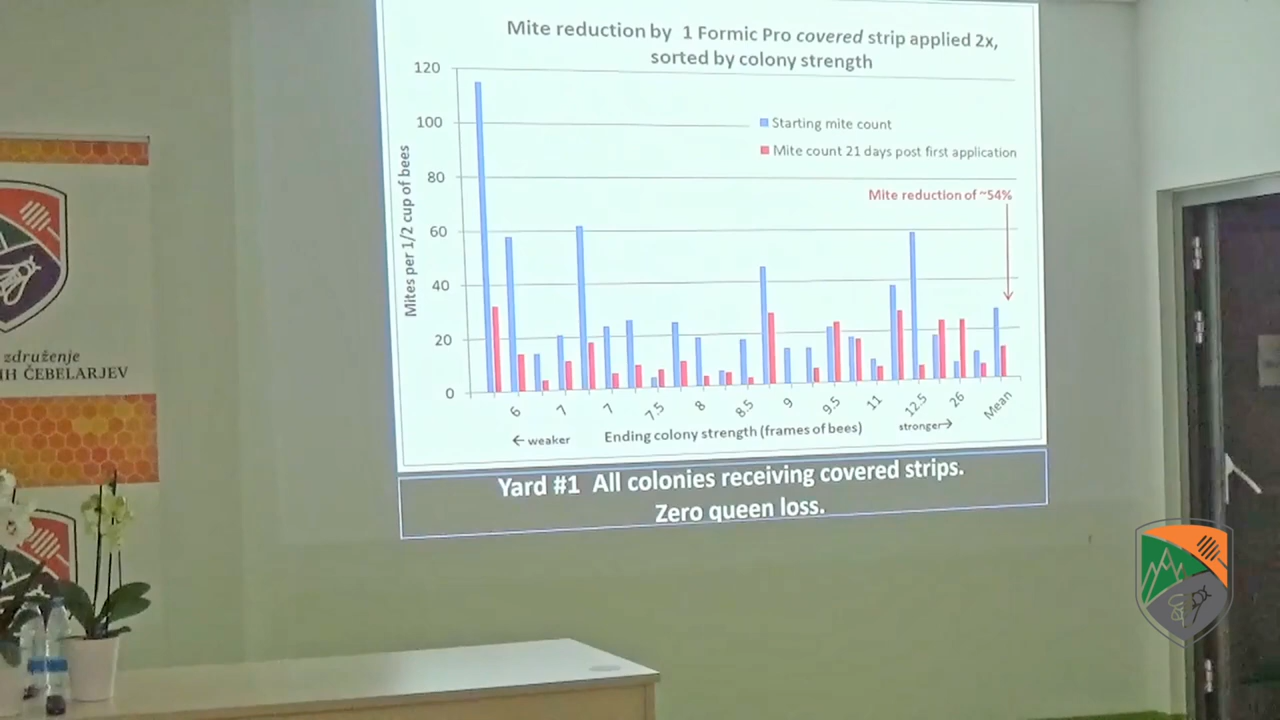 Mite reduction by 1 Formic Pro covered strip applied 2x,
sorted by colony strength
120
100
80
60
40
20
0
Mites per 1/2 cup of bees
Starting mite count
Mite count 21 days post first application
Mite reduction of ~54%
6
7
7
7.5
8
8.5
9
9.5
11
12.5
26
Mean
←weaker
Ending colony strength (frames of bees)
stronger→
Yard #1 All colonies receiving covered strips.
Zero queen loss.
združenje
IH ČEBELARJEV